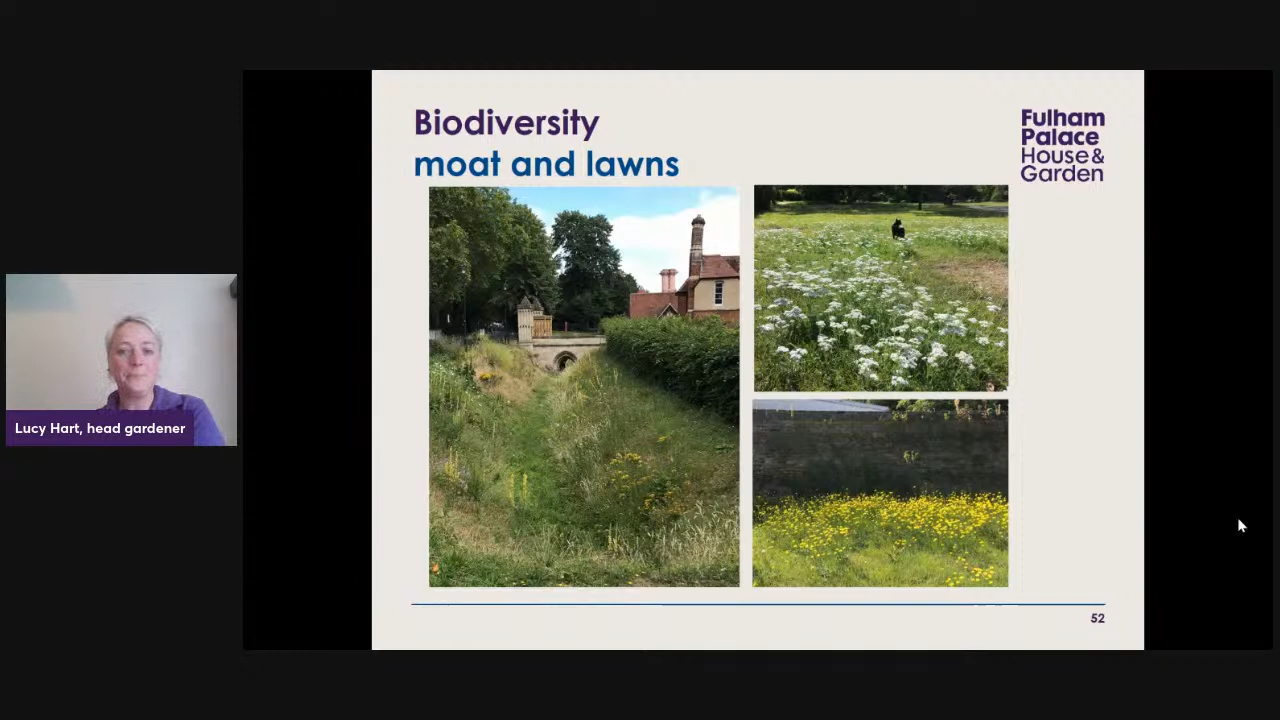 Biodiversity
moat and lawns
Fulham
Palace
House &
Garden
Lucy Hart, head gardener
52